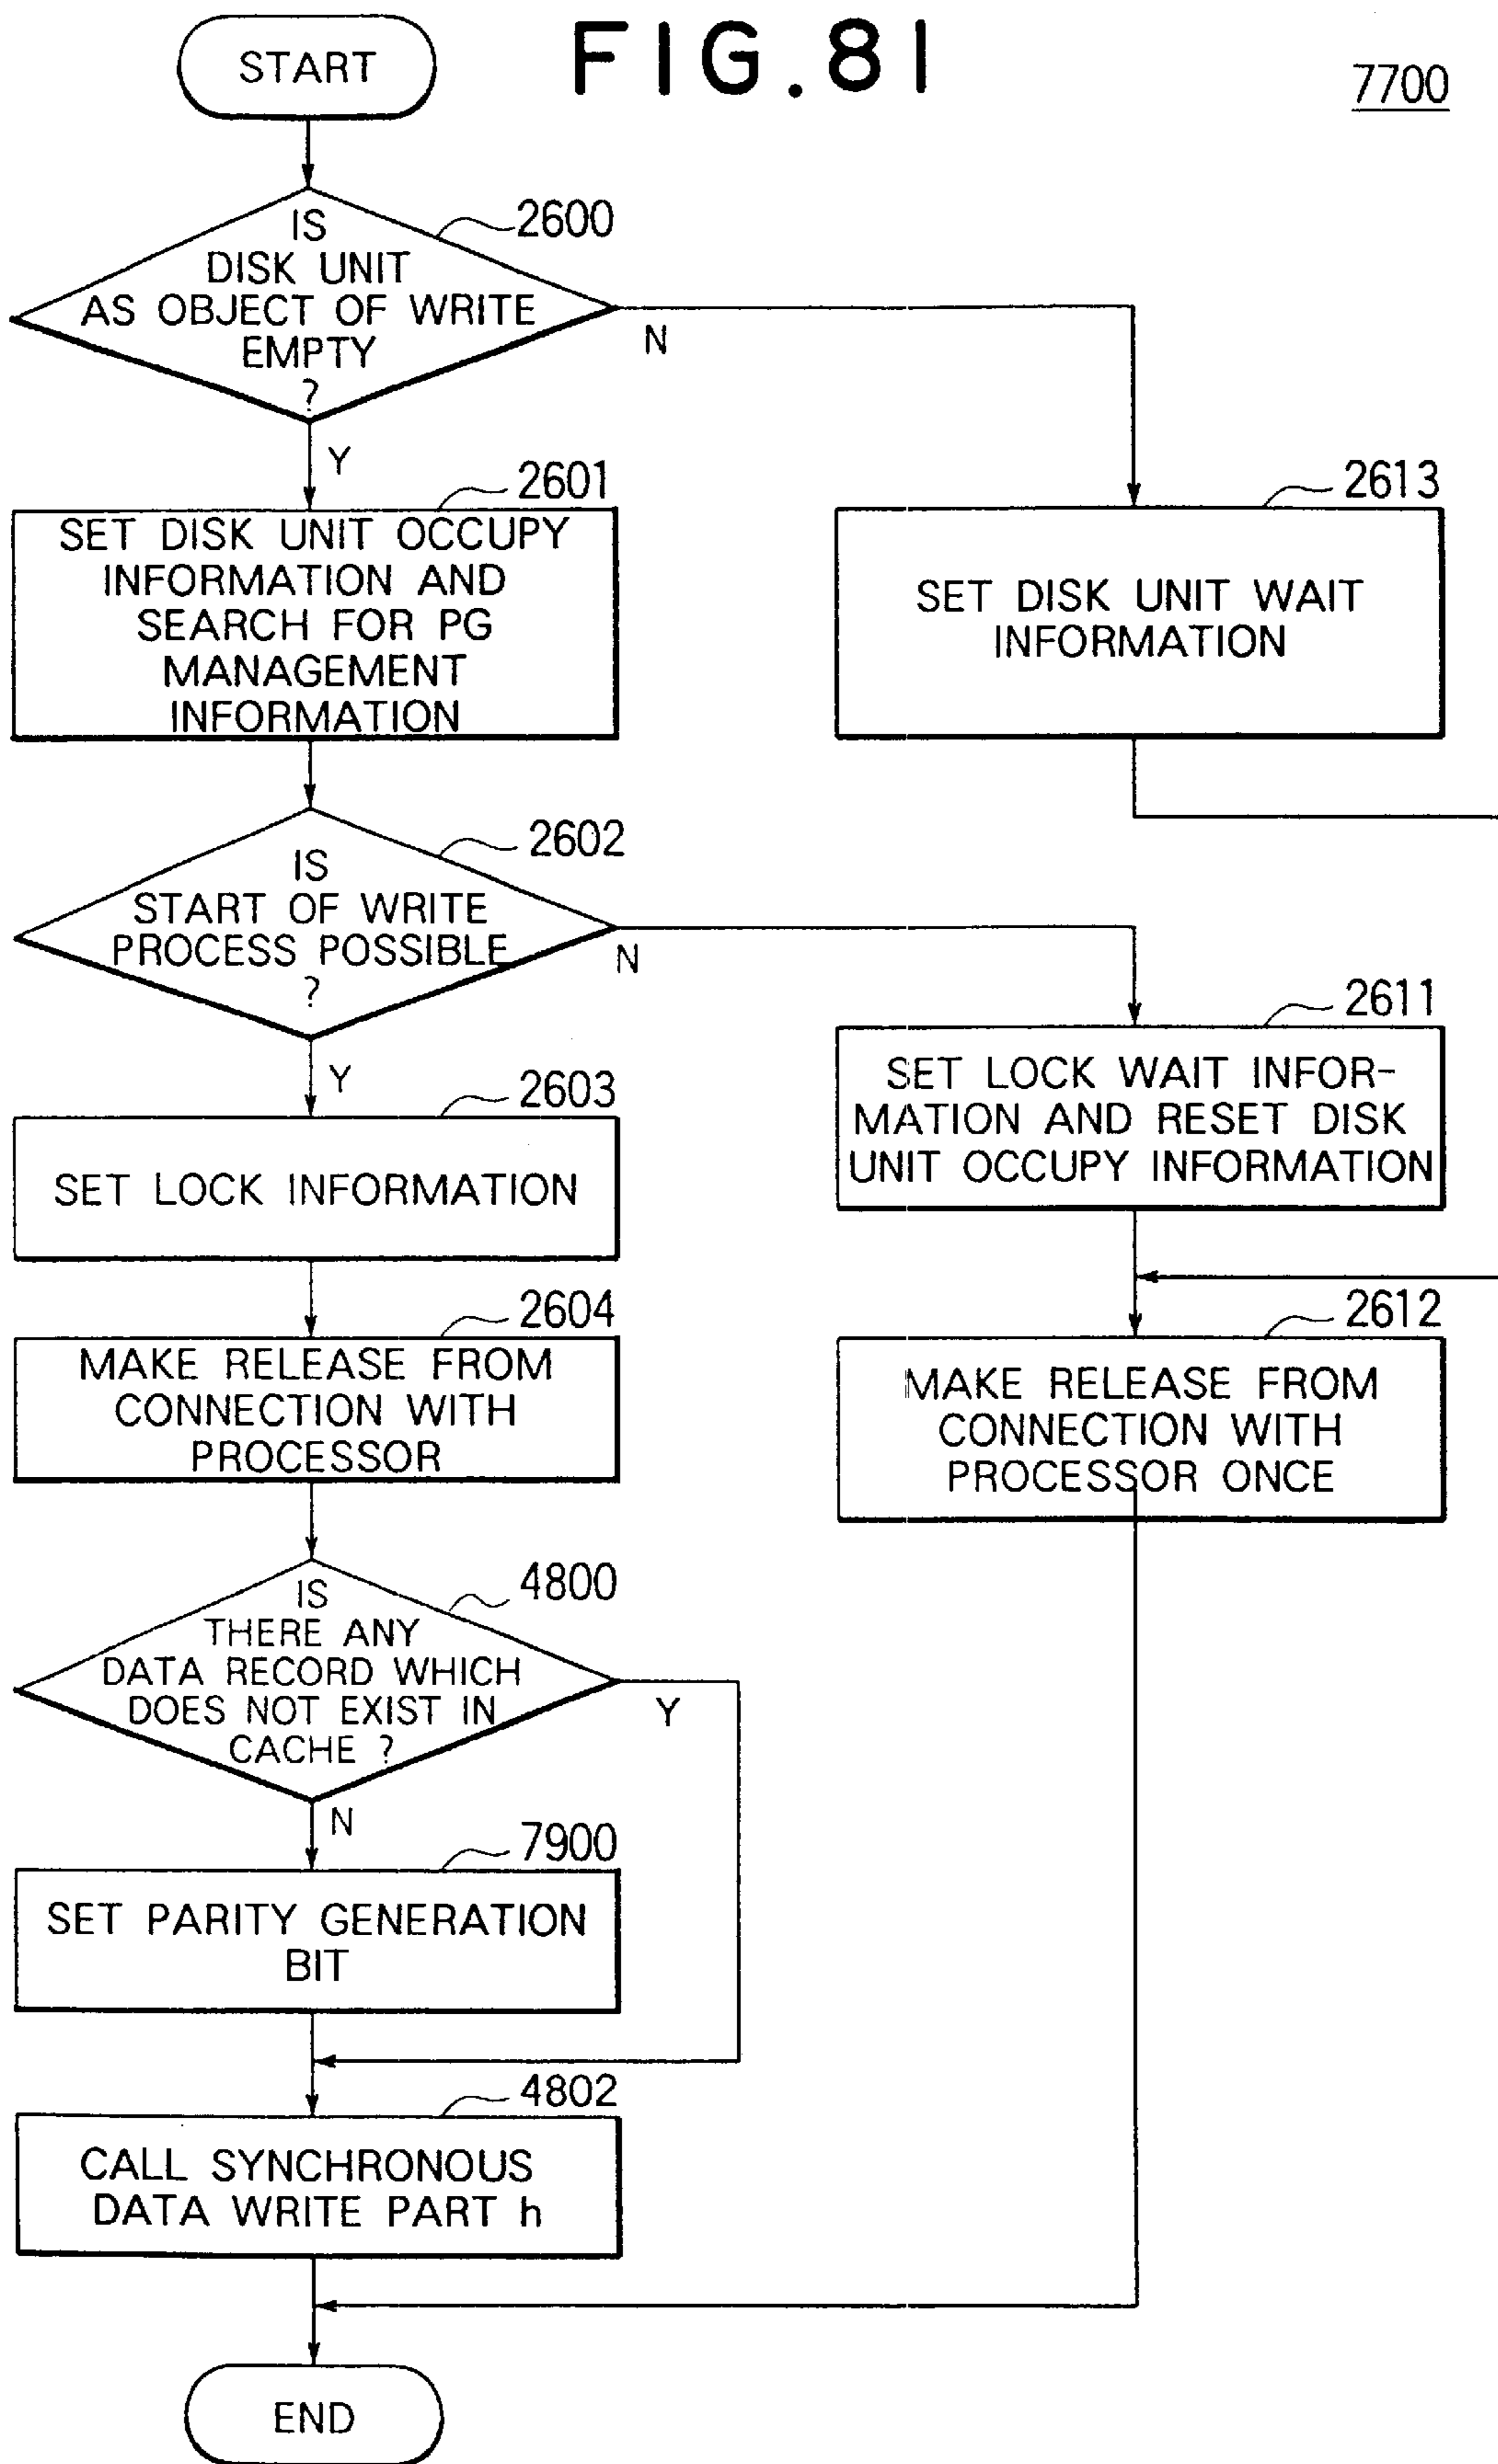 FIG.81
7700
START
2600
IS
DISK UNIT
AS OBJECT OF WRITE
EMPTY
?
N
Y
2601
SET DISK UNIT OCCUPY
INFORMATION AND
SEARCH FOR PG
MANAGEMENT
INFORMATION
2613
SET DISK UNIT WAIT
INFORMATION
2602
IS
START OF WRITE
PROCESS POSSIBLE
?
N
Y
2603
SET LOCK INFORMATION
2611
SET LOCK WAIT INFOR-
MATION AND RESET DISK
UNIT OCCUPY INFORMATION
2604
MAKE RELEASE FROM
CONNECTION WITH
PROCESSOR
2612
MAKE RELEASE FROM
CONNECTION WITH
PROCESSOR ONCE
4800
IS
THERE ANY
DATA RECORD WHICH
DOES NOT EXIST IN
CACHE ?
Y
N
7900
SET PARITY GENERATION
BIT
4802
CALL SYNCHRONOUS
DATA WRITE PART h
END